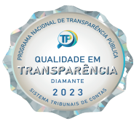 PROGRAMA NACIONAL DE TRANSPARÊNCIA PÚBLICA
TP
QUALIDADE EM
TRANSPARÊNCIA
DIAMANTE
2023
SISTEMA TRIBUNAIS DE CONTAS